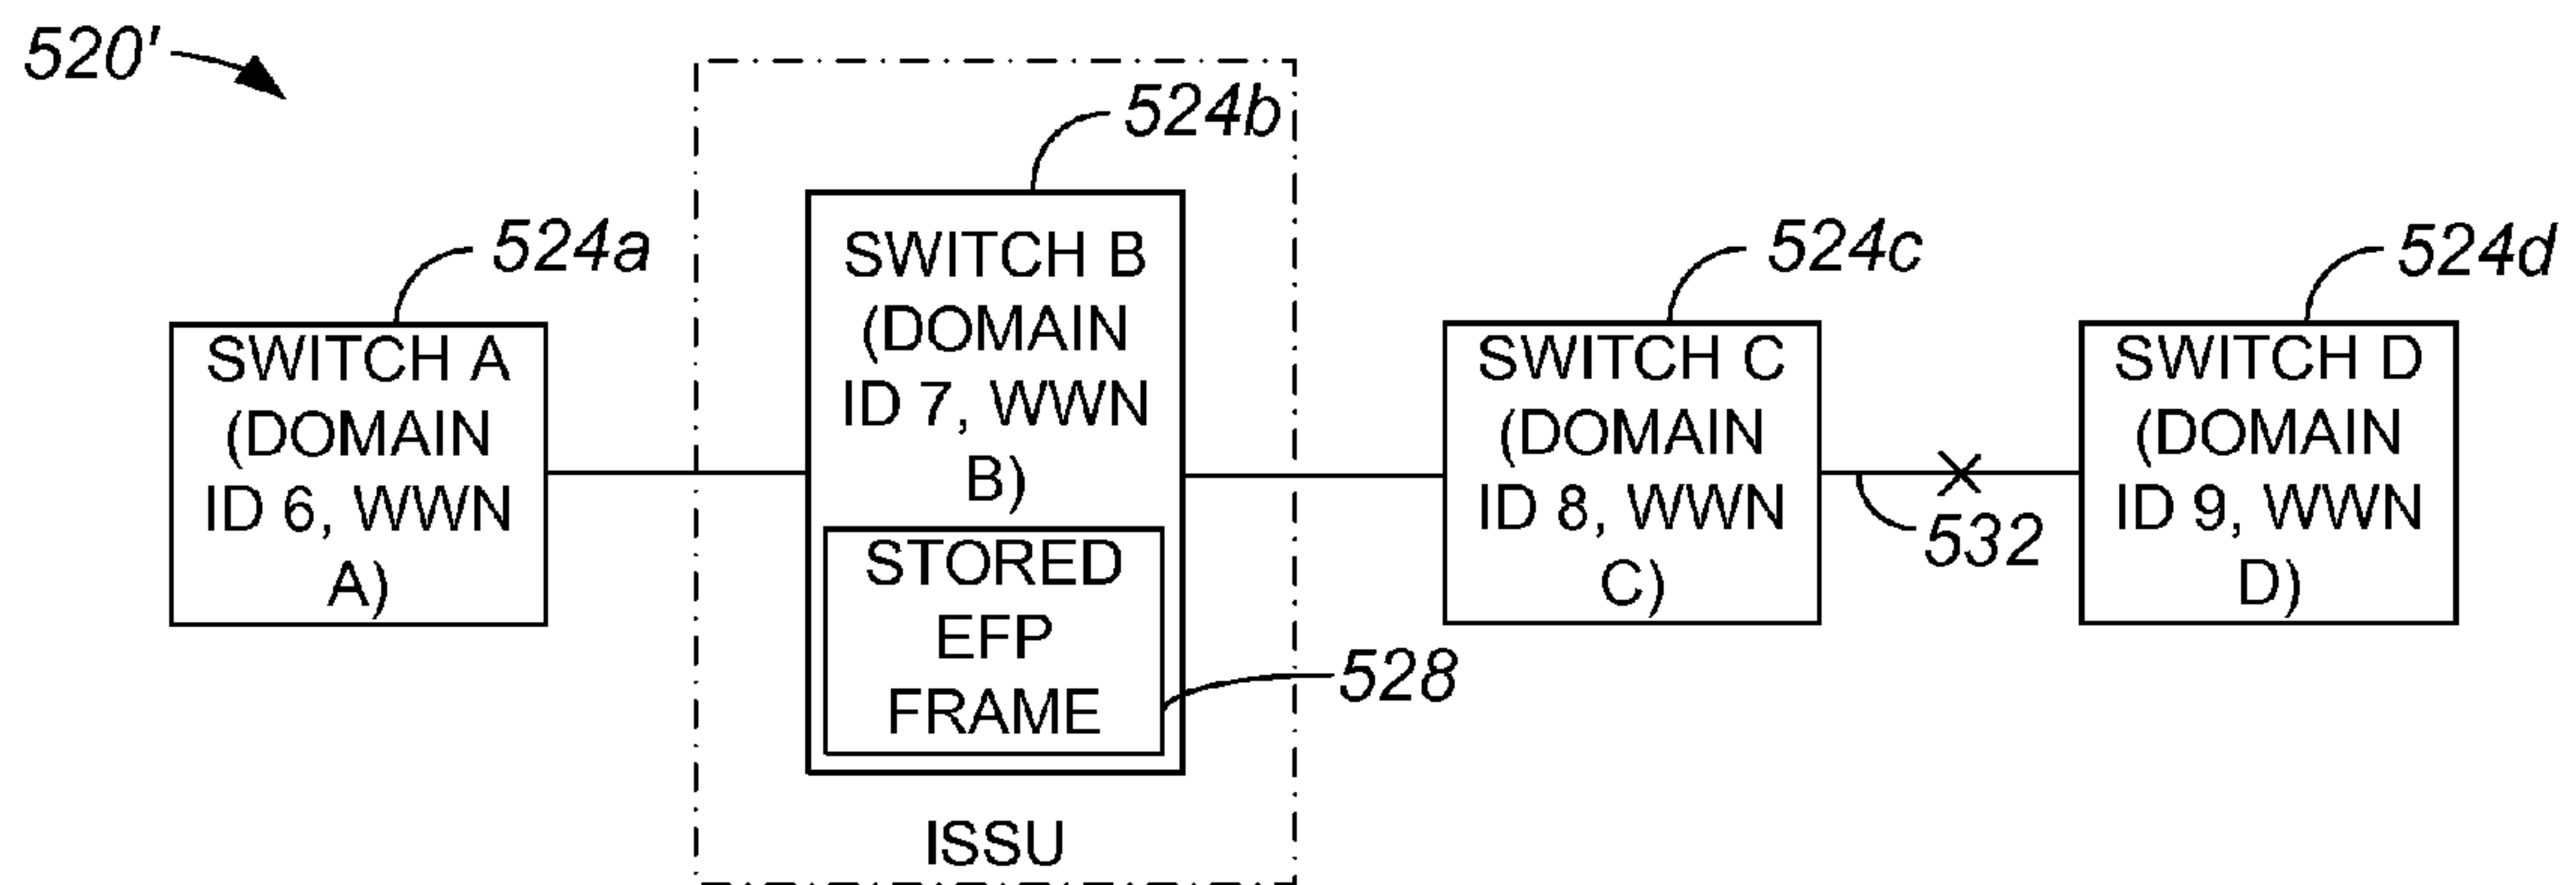 520'
524b
524a
524c
524d
SWITCH A
(DOMAIN
ID 6, WWN
A)
SWITCH B
(DOMAIN
ID 7, WWN
B)
STORED
EFP
FRAME
528
ISSU
SWITCH C
(DOMAIN
ID 8, WWN
C)
532
SWITCH D
(DOMAIN
ID 9, WWN
D)